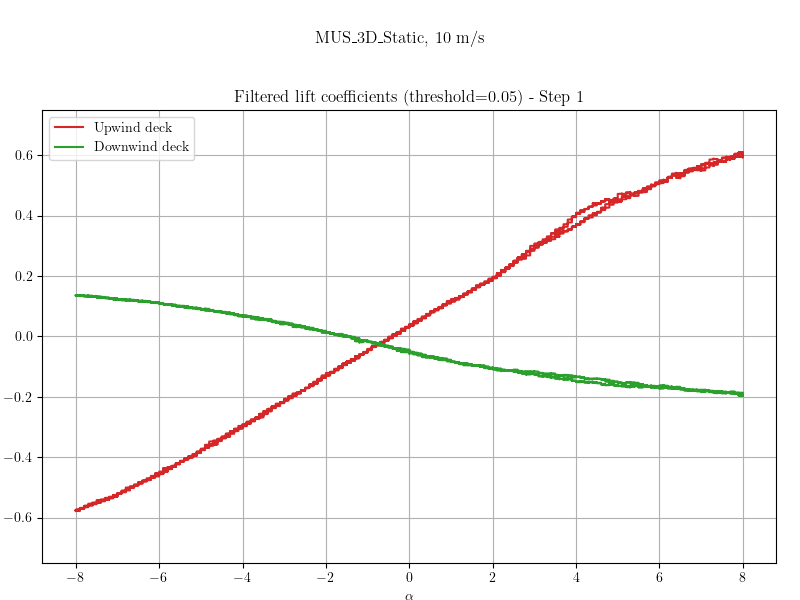 MUS_3D_Static, 10 m/s
Filtered lift coefficients (threshold=0.05) - Step 1
Upwind deck
Downwind deck
0.6
0.4
0.2
0.0
−0.2
−0.4
−0.6
−8 −6 −4 −2 0 2 4 6 8
α